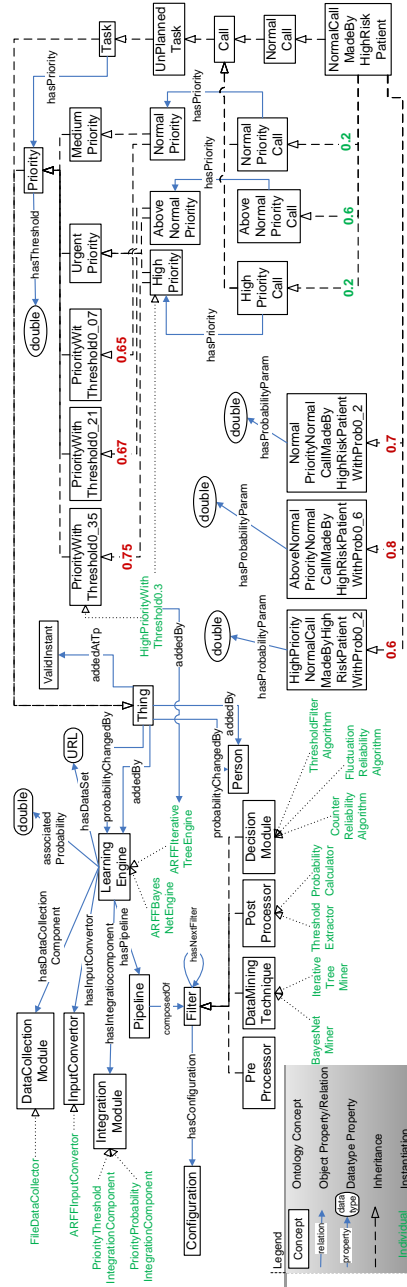 Task
UnPlanned
Task
Call
Normal
Call
NormalCall
MadeBy
HighRisk
Patient
hasPriority
Priority
hasThreshold
double
Medium
Priority
Normal
Priority
hasPriority
Normal
Priority
Call
0.2
Urgent
Priority
Above
Normal
Priority
hasPriority
Above
Normal
Priority
Call
0.6
High
Priority
hasPriority
High
Priority
Call
0.2
PriorityWit
Threshold0_07
0.65
PriorityWith
Threshold0_21
0.67
PriorityWith
Threshold0_35
0.75
HighPriorityWith
Threshold0.3
double
hasProbabilityParam
Normal
PriorityNormal
CallMadeBy
HighRiskPatient
WithProb0_2
0.7
double
hasProbabilityParam
AboveNormal
PriorityNormal
CallMadeBy
HighRiskPatient
WithProb0_6
0.8
double
hasProbabilityParam
HighPriority
NormalCall
MadeByHigh
RiskPatient
WithProb0_2
0.6
ValidInstant
addedAtTp
addedBy
Thing
probabilityChangedBy
addedBy
addedBy
probabilityChangedBy
Person
URL
hasDataSet
double
associated
Probability
Learning
Engine
ARFFIterative
TreeEngine
ARFFBayes
NetEngine
hasDataCollection
Component
hasInputConvertor
hasIntegratiocomponent
hasPipeline
Pipeline
composedOf
hasNextFilter
Filter
hasConfiguration
Configuration
DataCollection
Module
FileDataCollector
InputConvertor
ARFFInputConvertor
Integration
Module
PriorityThreshold
IntegrationComponent
PriorityProbability
IntegrationComponent
Decision
Module
ThresholdFilter
Algorithm
Fluctuation
Reliability
Algorithm
Counter
Reliability
Algorithm
Post
Processor
Probability
Calculator
Threshold
Extractor
DataMining
Technique
Iterative
Tree
Miner
BayesNet
Miner
Pre
Processor
Legend
Concept
Ontology Concept
relation
Object Property/Relation
property
data
type
Datatype Property
Inheritance
Individual
Instantiation